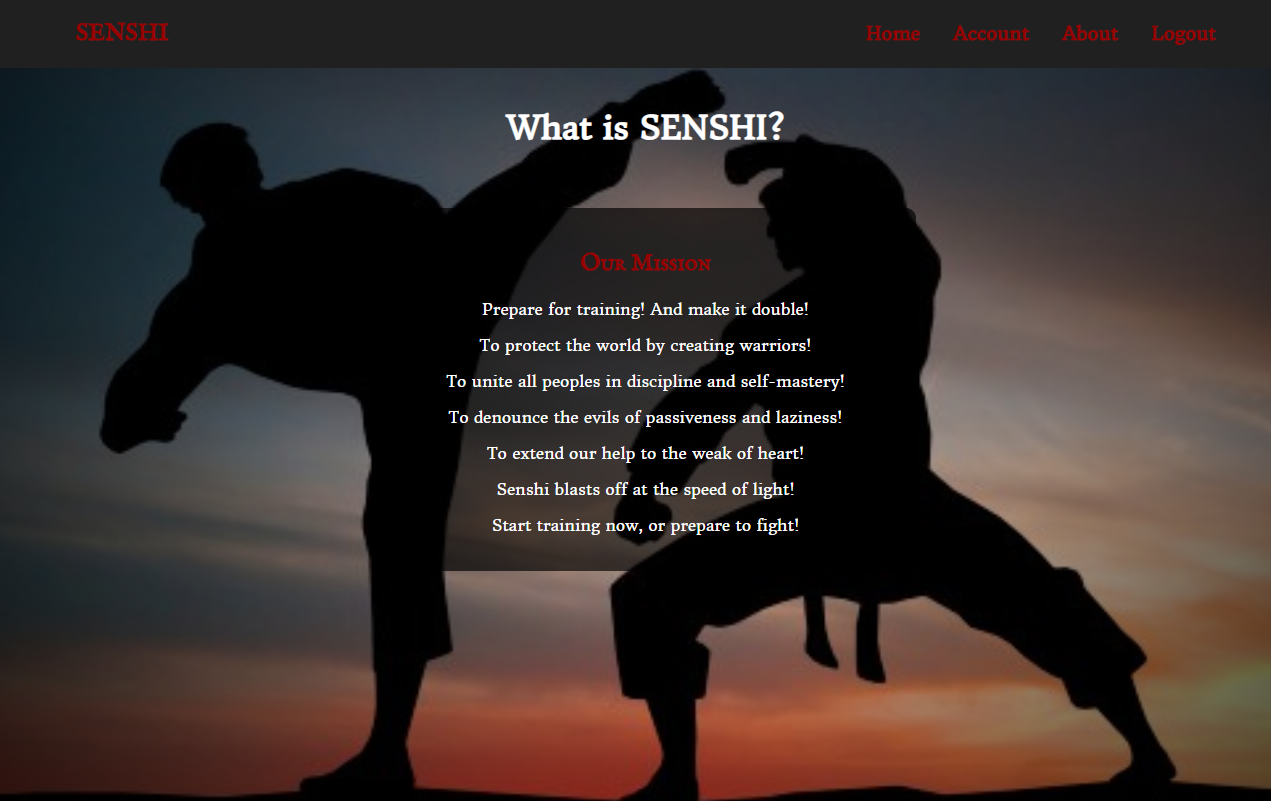 SENSHI
Home Account About Logout
What is SENSHI?
Our Mission
Prepare for training! And make it double!
To protect the world by creating warriors!
To unite all peoples in discipline and self-mastery!
To denounce the evils of passiveness and laziness!
To extend our help to the weak of heart!
Senshi blasts off at the speed of light!
Start training now, or prepare to fight!